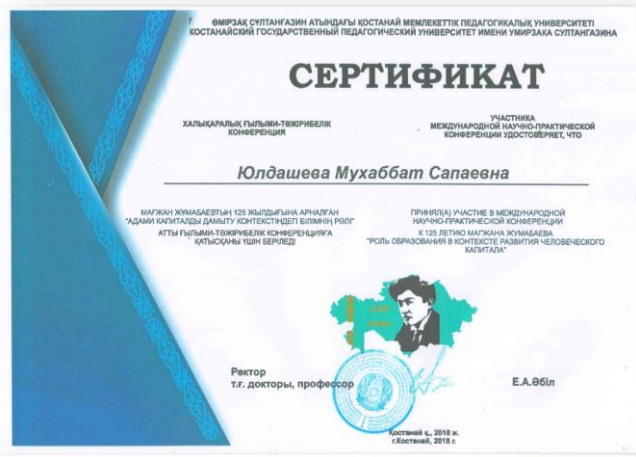 ӨМІРЗАҚ СҰЛТАНҒАЗИН АТЫНДАҒЫ ҚОСТАНАЙ МЕМЛЕКЕТТІК ПЕДАГОГИКАЛЫҚ УНИВЕРСИТЕТІ
КОСТАНАЙСКИЙ ГОСУДАРСТВЕННЫЙ ПЕДАГОГИЧЕСКИЙ УНИВЕРСИТЕТ ИМЕНИ УМИРЗАКА СУЛТАНГАЗИНА
СЕРТИФИКАТ
ХАЛЫҚАРАЛЫҚ ҒЫЛЫМИ-ТӘЖІРИБЕЛІК
КОНФЕРЕНЦИЯ
УЧАСТНИКА
МЕЖДУНАРОДНОЙ НАУЧНО-ПРАКТИЧЕСКОЙ
КОНФЕРЕНЦИИ УДОСТОВЕРЯЕТ, ЧТО
Юлдашева Мухаббат Сапаевна
МАҒЖАН ЖҰМАБАЕВТЫҢ 125 ЖЫЛДЫҒЫНА АРНАЛҒАН
"АДАМИ КАПИТАЛДЫ ДАМЫТУ КОНТЕКСТІНДЕГІ БІЛІМНІҢ РӨЛІ"
АТТЫ ҒЫЛЫМИ-ТӘЖІРИБЕЛІК КОНФЕРЕНЦИЯҒА
ҚАТЫСҚАНЫ ҮШІН БЕРІЛЕДІ
ПРИНЯЛ(А) УЧАСТИЕ В МЕЖДУНАРОДНОЙ
НАУЧНО-ПРАКТИЧЕСКОЙ КОНФЕРЕНЦИИ
К 125 ЛЕТИЮ МАГЖАНА ЖУМАБАЕВА
"РОЛЬ ОБРАЗОВАНИЯ В КОНТЕКСТЕ РАЗВИТИЯ ЧЕЛОВЕЧЕСКОГО
КАПИТАЛА"
Ректор
т.ғ. докторы, профессор
Е.А.Әбіл
Қостанай қ., 2018 ж.
г.Костанай, 2018 г.